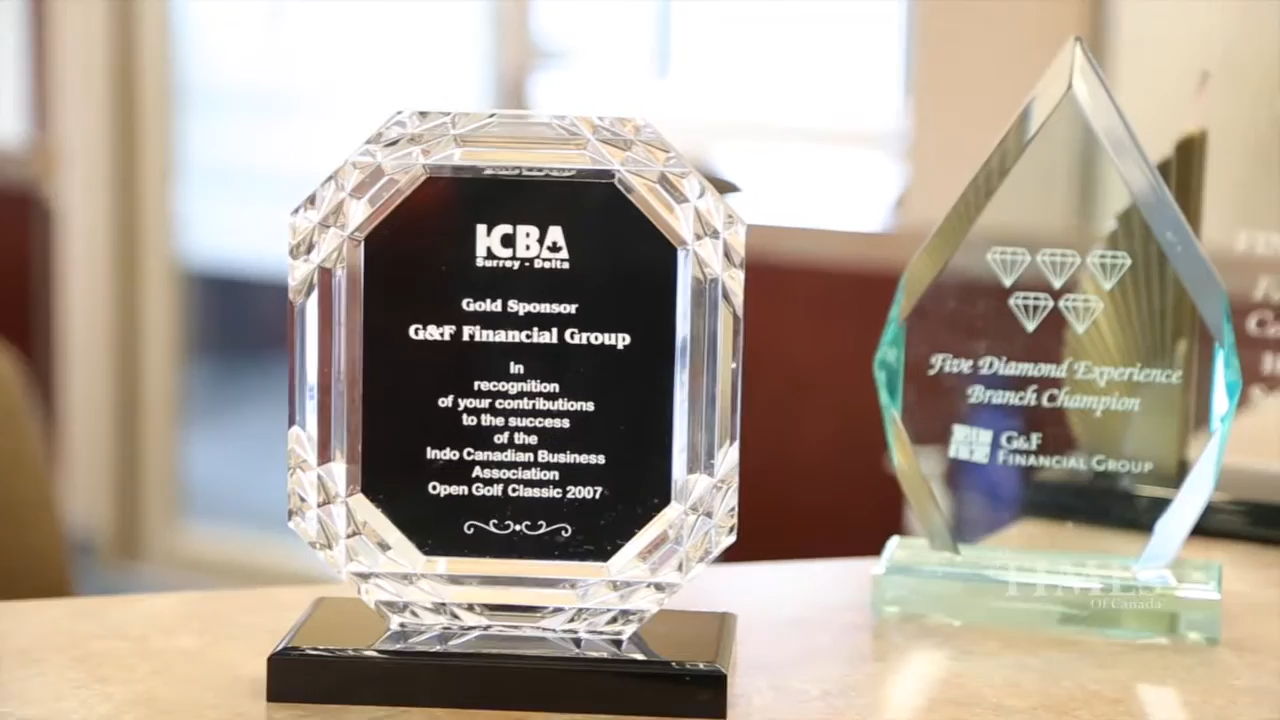 ICBA
Surrey - Delta
Gold Sponsor
G&F Financial Group
In
recognition
of your contributions
to the success
of the
Indo Canadian Business
Association
Open Golf Classic 2007
Five Diamond Experience
Branch Champion
G&F
FINANCIAL GROUP
TIMES
Of Canada